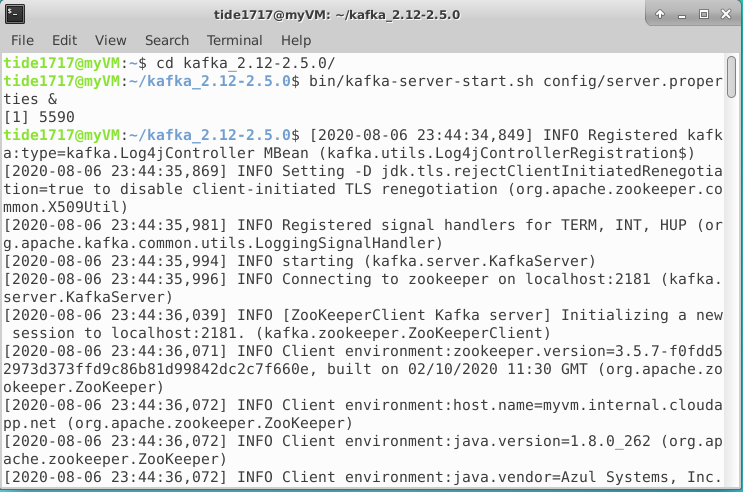 tide1717@myVM: ~/kafka_2.12-2.5.0
File Edit View Search Terminal Help
tide1717@myVM:~$ cd kafka_2.12-2.5.0/
tide1717@myVM:~/kafka_2.12-2.5.0$ bin/kafka-server-start.sh config/server.proper
ties &
[1] 5590
tide1717@myVM:~/kafka_2.12-2.5.0$ [2020-08-06 23:44:34,849] INFO Registered kafk
a:type=kafka.Log4jController MBean (kafka.utils.Log4jControllerRegistration$)
[2020-08-06 23:44:35,869] INFO Setting -D jdk.tls.rejectClientInitiatedRenegotia
tion=true to disable client-initiated TLS renegotiation (org.apache.zookeeper.co
mmon.X509Util)
[2020-08-06 23:44:35,981] INFO Registered signal handlers for TERM, INT, HUP (or
g.apache.kafka.common.utils.LoggingSignalHandler)
[2020-08-06 23:44:35,994] INFO starting (kafka.server.KafkaServer)
[2020-08-06 23:44:35,996] INFO Connecting to zookeeper on localhost:2181 (kafka.
server.KafkaServer)
[2020-08-06 23:44:36,039] INFO [ZooKeeperClient Kafka server] Initializing a new
 session to localhost:2181. (kafka.zookeeper.ZooKeeperClient)
[2020-08-06 23:44:36,071] INFO Client environment:zookeeper.version=3.5.7-f0fdd5
2973d373ffd9c86b81d99842dc2c7f660e, built on 02/10/2020 11:30 GMT (org.apache.zo
okeeper.ZooKeeper)
[2020-08-06 23:44:36,072] INFO Client environment:host.name=myvm.internal.clouda
pp.net (org.apache.zookeeper.ZooKeeper)
[2020-08-06 23:44:36,072] INFO Client environment:java.version=1.8.0_262 (org.ap
ache.zookeeper.ZooKeeper)
[2020-08-06 23:44:36,072] INFO Client environment:java.vendor=Azul Systems, Inc.